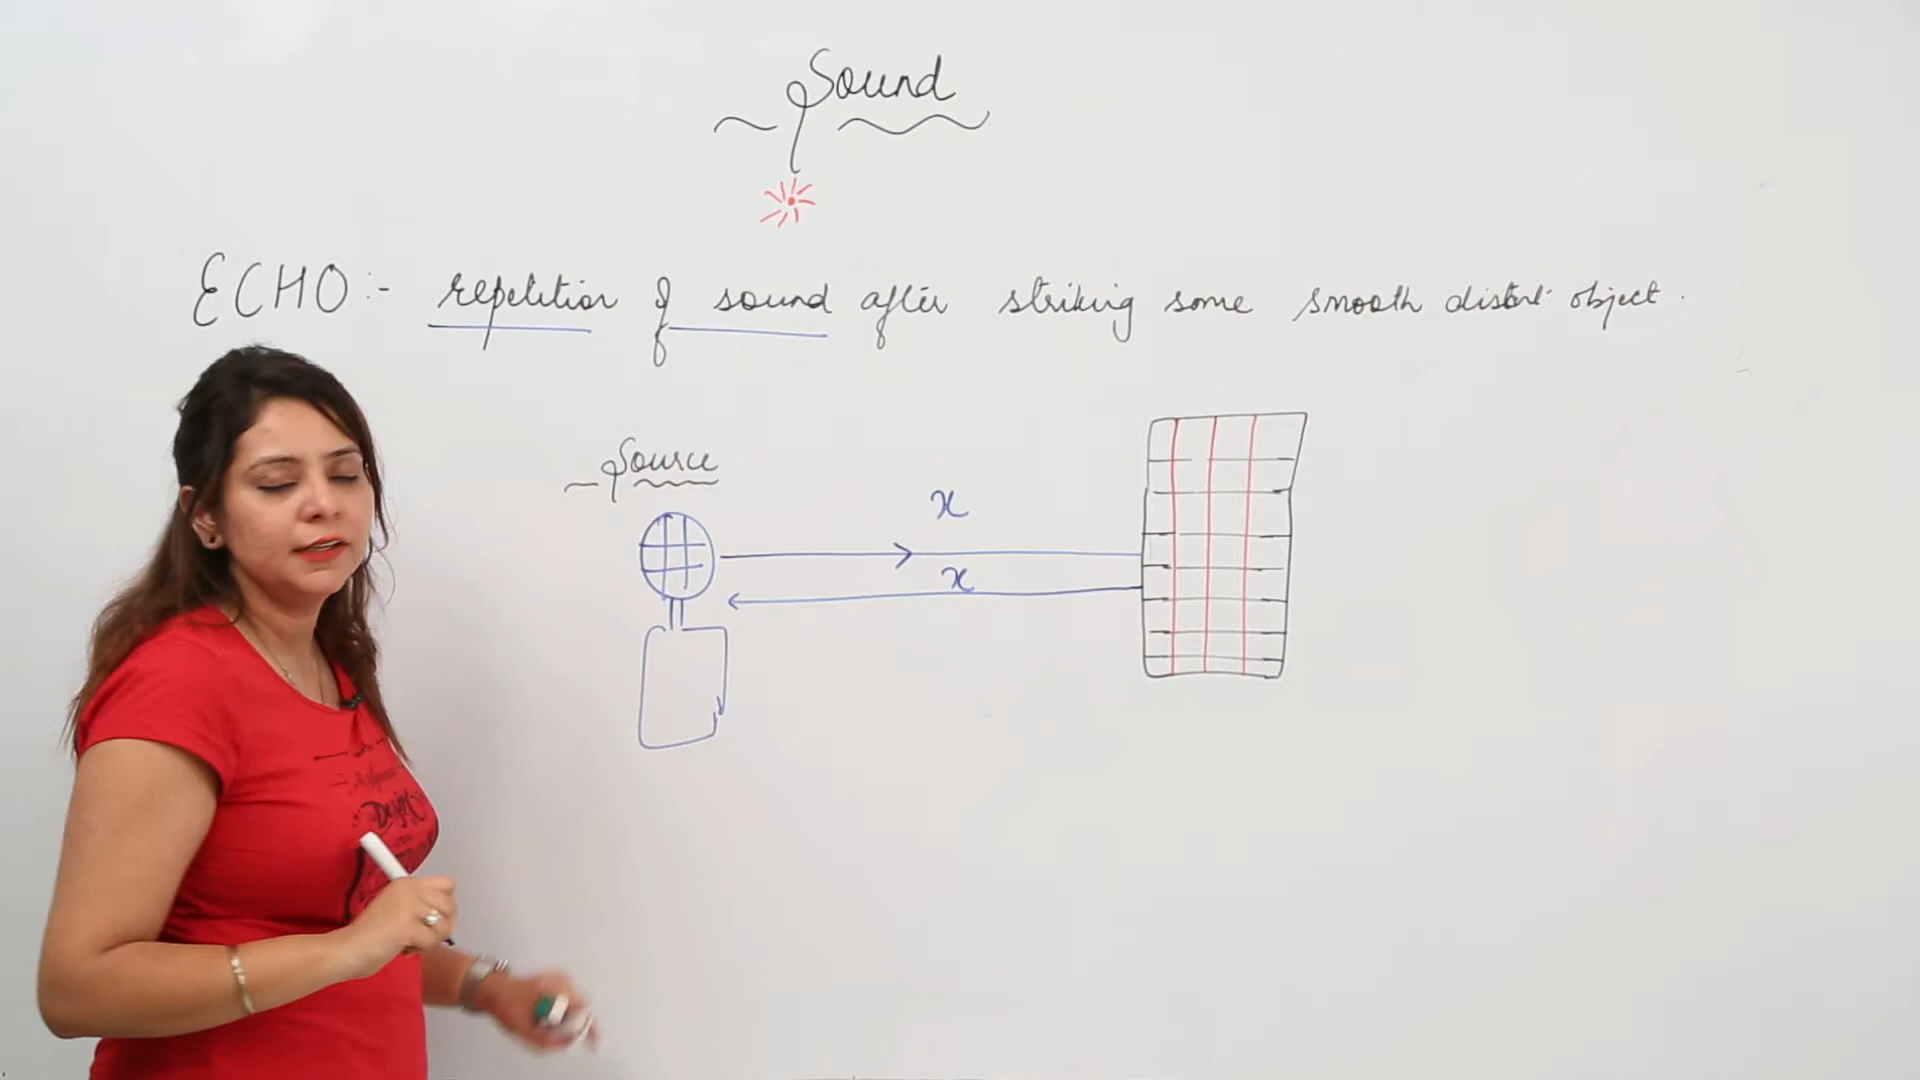 Sound
ECHO :- repetition of sound after striking some smooth distant object.
Source
x
x
Design